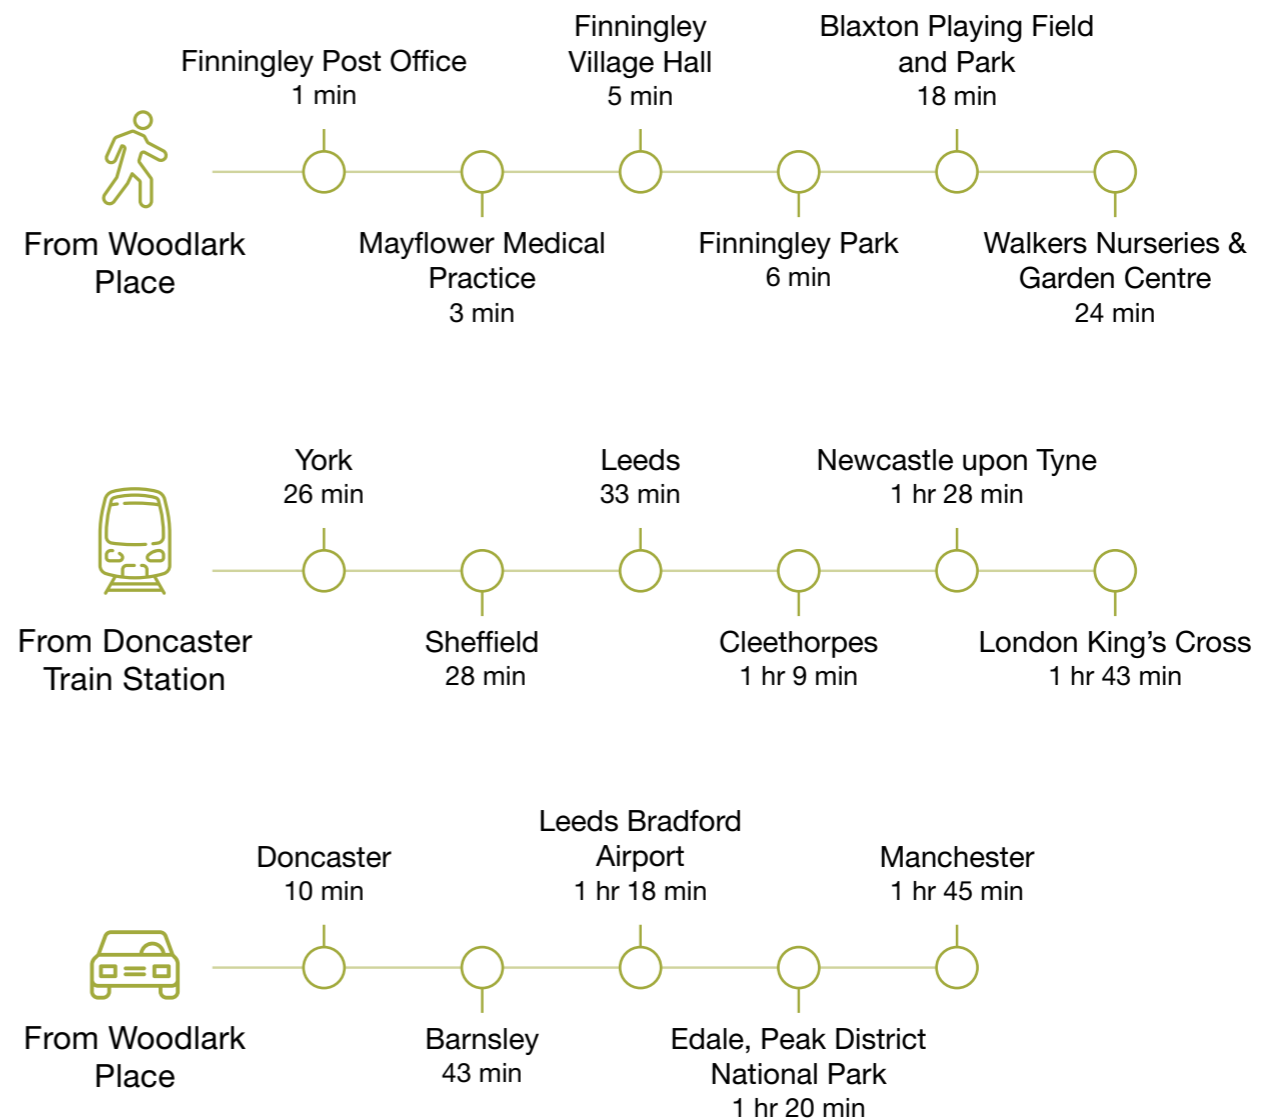 Finningley Post Office
1 min
Finningley
Village Hall
5 min
Blaxton Playing Field
and Park
18 min
From Woodlark
Place
Mayflower Medical
Practice
3 min
Finningley Park
6 min
Walkers Nurseries &
Garden Centre
24 min
York
26 min
Leeds
33 min
Newcastle upon Tyne
1 hr 28 min
From Doncaster
Train Station
Sheffield
28 min
Cleethorpes
1 hr 9 min
London King’s Cross
1 hr 43 min
Doncaster
10 min
Leeds Bradford
Airport
1 hr 18 min
Manchester
1 hr 45 min
From Woodlark
Place
Barnsley
43 min
Edale, Peak District
National Park
1 hr 20 min